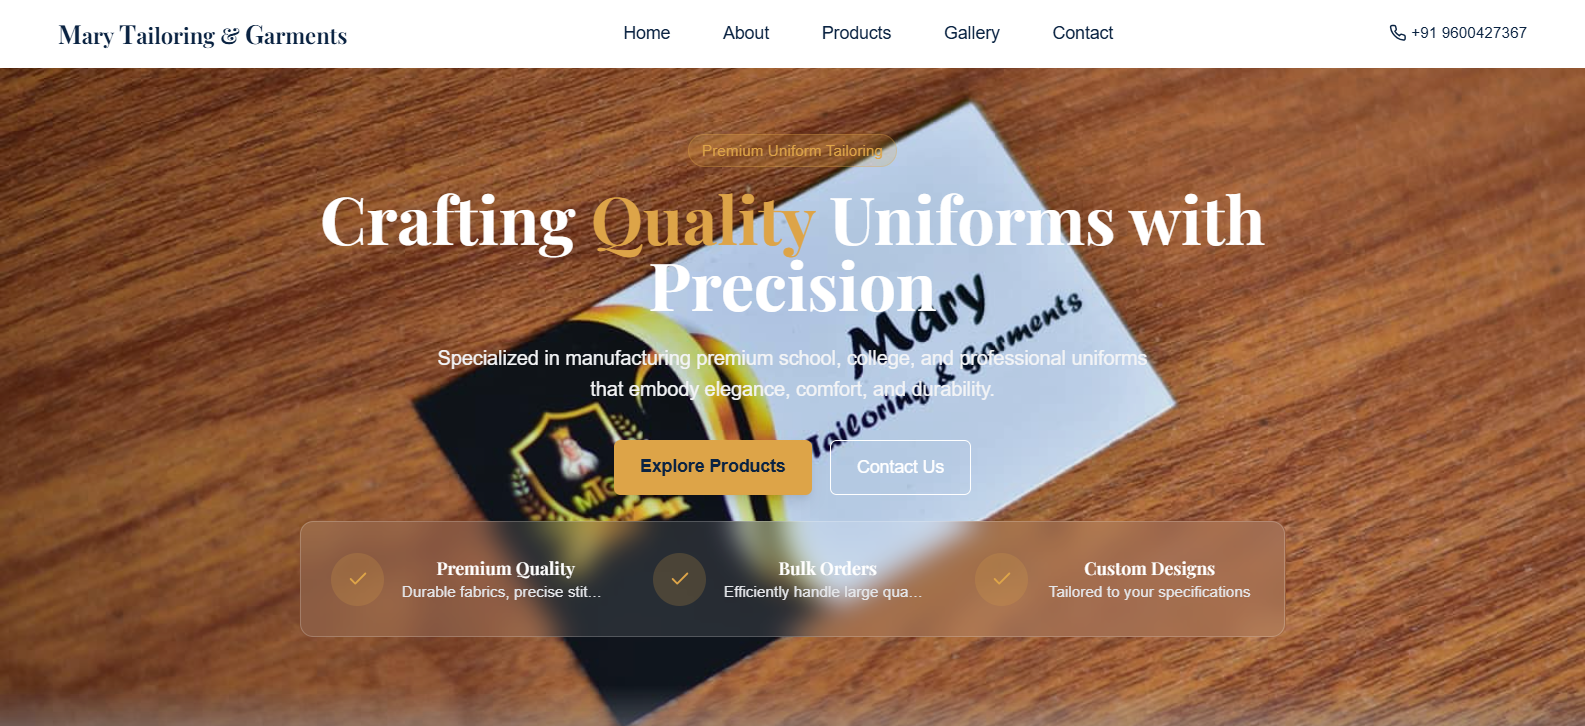 Mary Tailoring & Garments
Home
About
Products
Gallery
Contact
+91 9600427367
Premium Uniform Tailoring
Crafting Quality Uniforms with
Precision
Mary
Tailoring & Garments
Specialized in manufacturing premium school, college, and professional uniforms
that embody elegance, comfort, and durability.
Explore Products
Contact Us
Premium Quality
Durable fabrics, precise stit...
Bulk Orders
Efficiently handle large qua...
Custom Designs
Tailored to your specifications